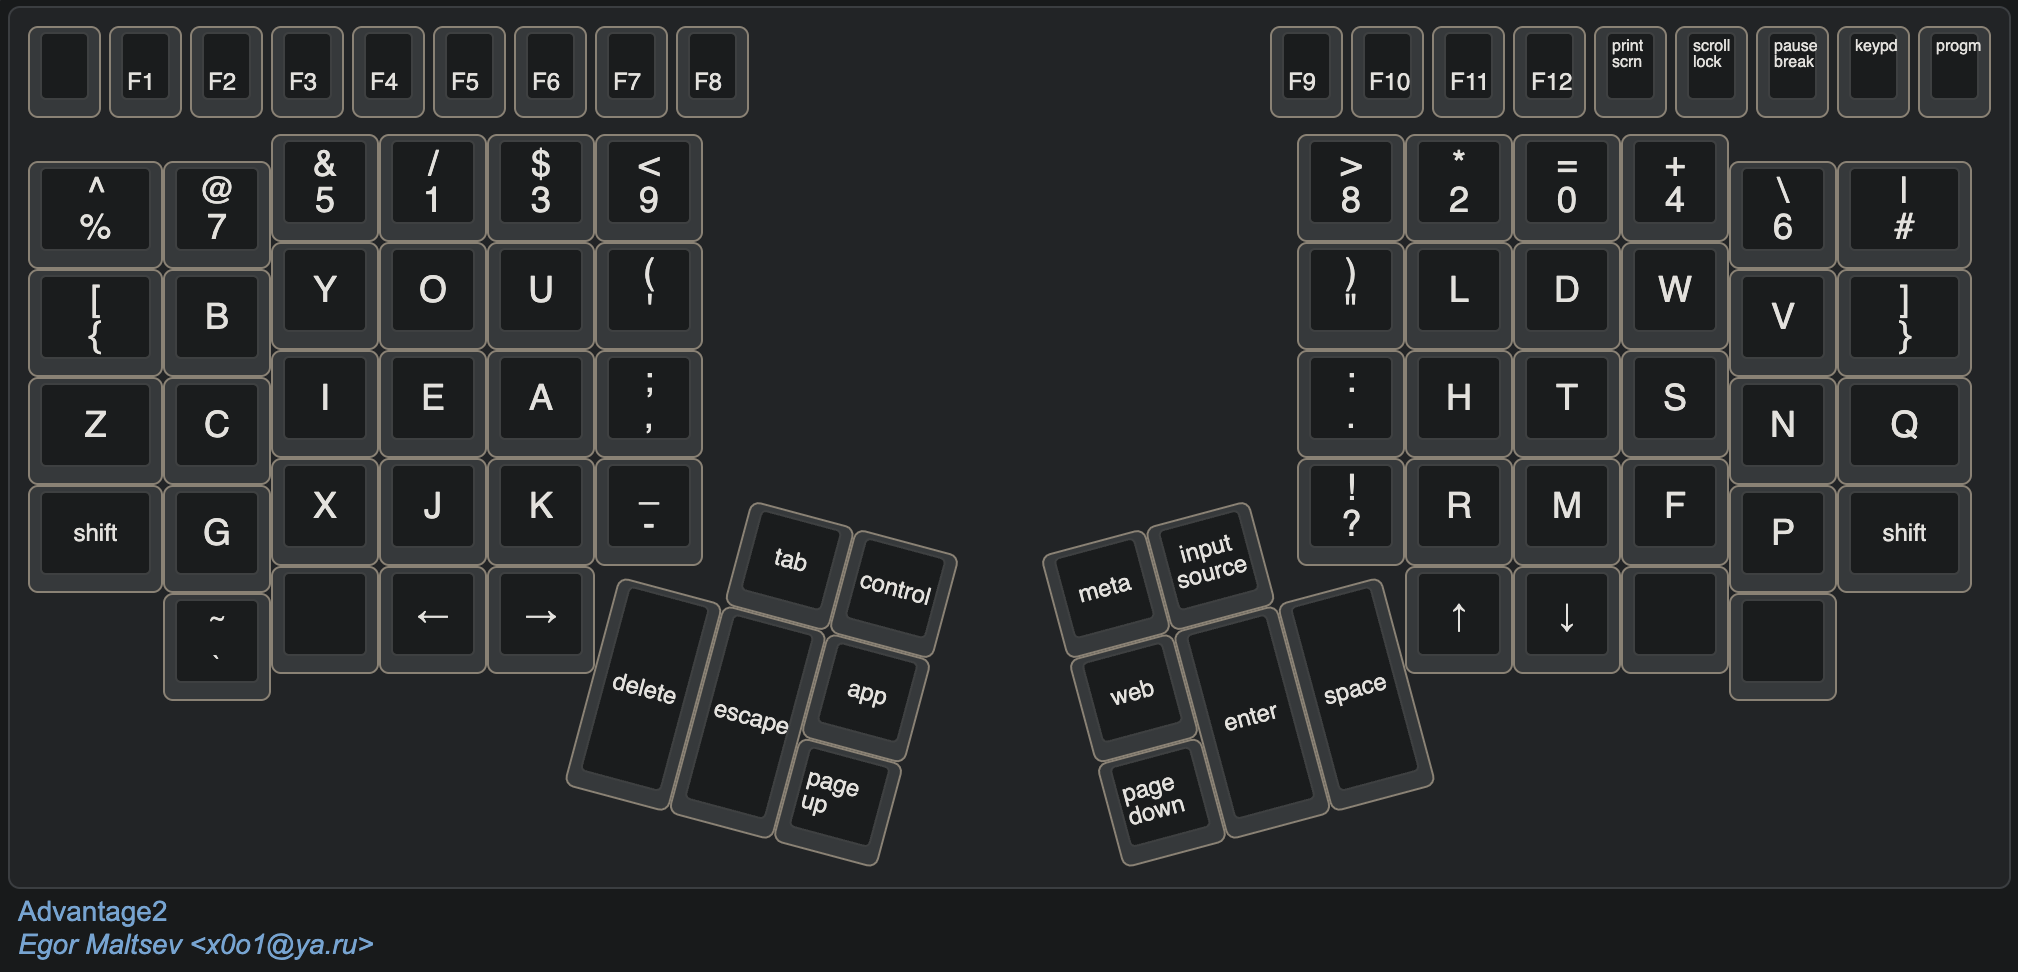 F1 F2 F3 F4 F5 F6 F7 F8 F9 F10 F11 F12 print scrn scroll lock pause break keypd progm
^ @ & / $ < > * = + \ |
% 7 5 1 3 9 8 2 0 4 6 #
[ B Y O U ( ) L D W V ]
{ ' " }
Z C I E A ; : H T S N Q
, .
shift G X J K _ ! R M F P shift
- ?
~ ← → ↑ ↓
`
tab control meta input source
delete escape app web enter space
page up page down
Advantage2
Egor Maltsev <x0o1@ya.ru>